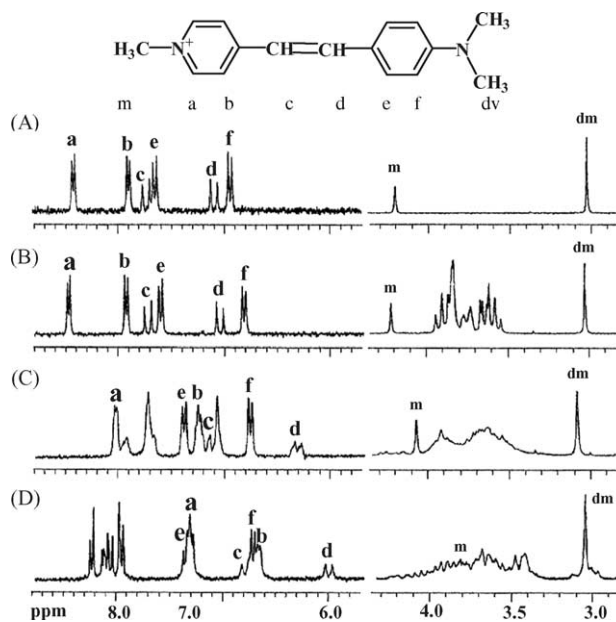 H₃C—N⁺ CH=CH N CH₃
CH₃
m a b c d e f dv
(A)
a b c e d f m dm
(B)
a b c e d f m dm
(C)
a e b c f d m dm
(D)
e a c f b d m dm
ppm 8.0 7.0 6.0 4.0 3.5 3.0